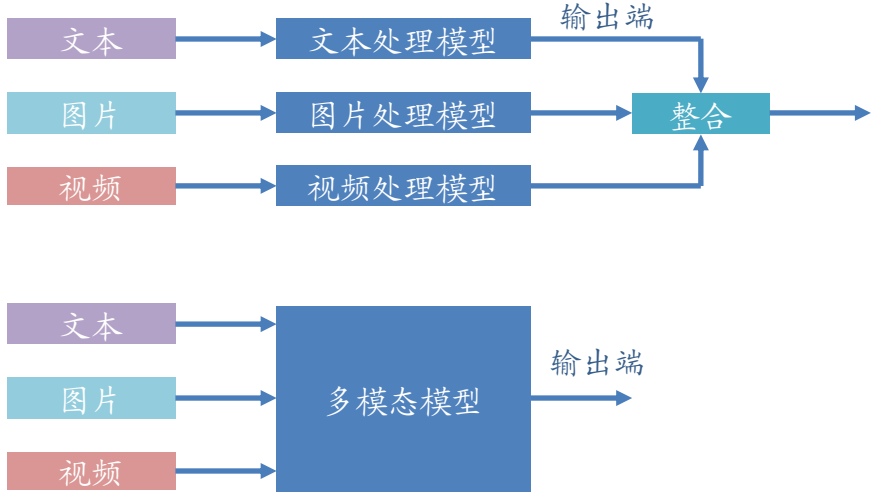 文本 文本处理模型 输出端
图片 图片处理模型 整合
视频 视频处理模型
文本
图片 多模态模型 输出端
视频